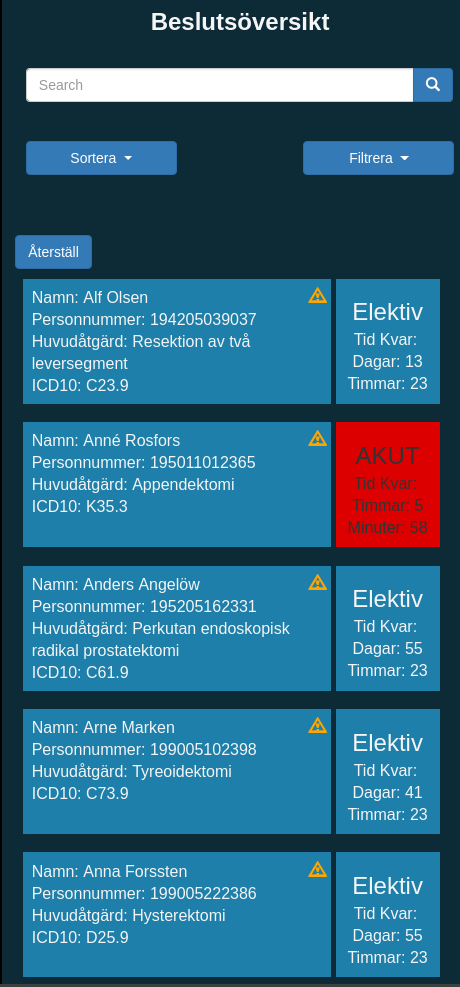 Beslutsöversikt
Search
Sortera
Filtrera
Återställ
Namn: Alf Olsen
Personnummer: 194205039037
Huvudåtgärd: Resektion av två
leversegment
ICD10: C23.9
Elektiv
Tid Kvar:
Dagar: 13
Timmar: 23
Namn: Anné Rosfors
Personnummer: 195011012365
Huvudåtgärd: Appendektomi
ICD10: K35.3
AKUT
Tid Kvar:
Timmar: 5
Minuter: 58
Namn: Anders Angelöw
Personnummer: 195205162331
Huvudåtgärd: Perkutan endoskopisk
radikal prostatektomi
ICD10: C61.9
Elektiv
Tid Kvar:
Dagar: 55
Timmar: 23
Namn: Arne Marken
Personnummer: 199005102398
Huvudåtgärd: Tyreoidektomi
ICD10: C73.9
Elektiv
Tid Kvar:
Dagar: 41
Timmar: 23
Namn: Anna Forssten
Personnummer: 199005222386
Huvudåtgärd: Hysterektomi
ICD10: D25.9
Elektiv
Tid Kvar:
Dagar: 55
Timmar: 23